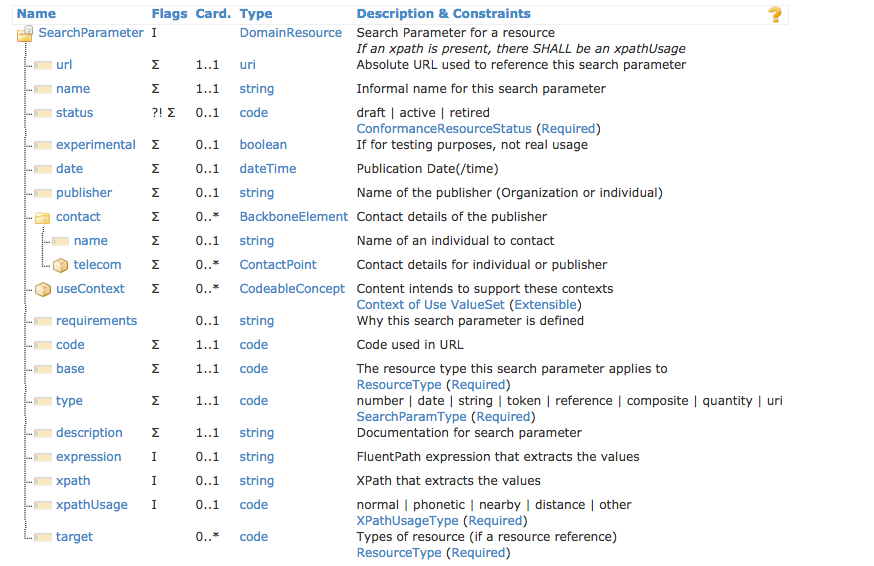 Name Flags Card. Type Description & Constraints ?
SearchParameter I DomainResource Search Parameter for a resource
If an xpath is present, there SHALL be an xpathUsage
url Σ 1..1 uri Absolute URL used to reference this search parameter
name Σ 1..1 string Informal name for this search parameter
status ?! Σ 0..1 code draft | active | retired
ConformanceResourceStatus (Required)
experimental Σ 0..1 boolean If for testing purposes, not real usage
date Σ 0..1 dateTime Publication Date(/time)
publisher Σ 0..1 string Name of the publisher (Organization or individual)
contact Σ 0..* BackboneElement Contact details of the publisher
name Σ 0..1 string Name of an individual to contact
telecom Σ 0..* ContactPoint Contact details for individual or publisher
useContext Σ 0..* CodeableConcept Content intends to support these contexts
Context of Use ValueSet (Extensible)
requirements 0..1 string Why this search parameter is defined
code Σ 1..1 code Code used in URL
base Σ 1..1 code The resource type this search parameter applies to
ResourceType (Required)
type Σ 1..1 code number | date | string | token | reference | composite | quantity | uri
SearchParamType (Required)
description Σ 1..1 string Documentation for search parameter
expression I 0..1 string FluentPath expression that extracts the values
xpath I 0..1 string XPath that extracts the values
xpathUsage I 0..1 code normal | phonetic | nearby | distance | other
XPathUsageType (Required)
target 0..* code Types of resource (if a resource reference)
ResourceType (Required)